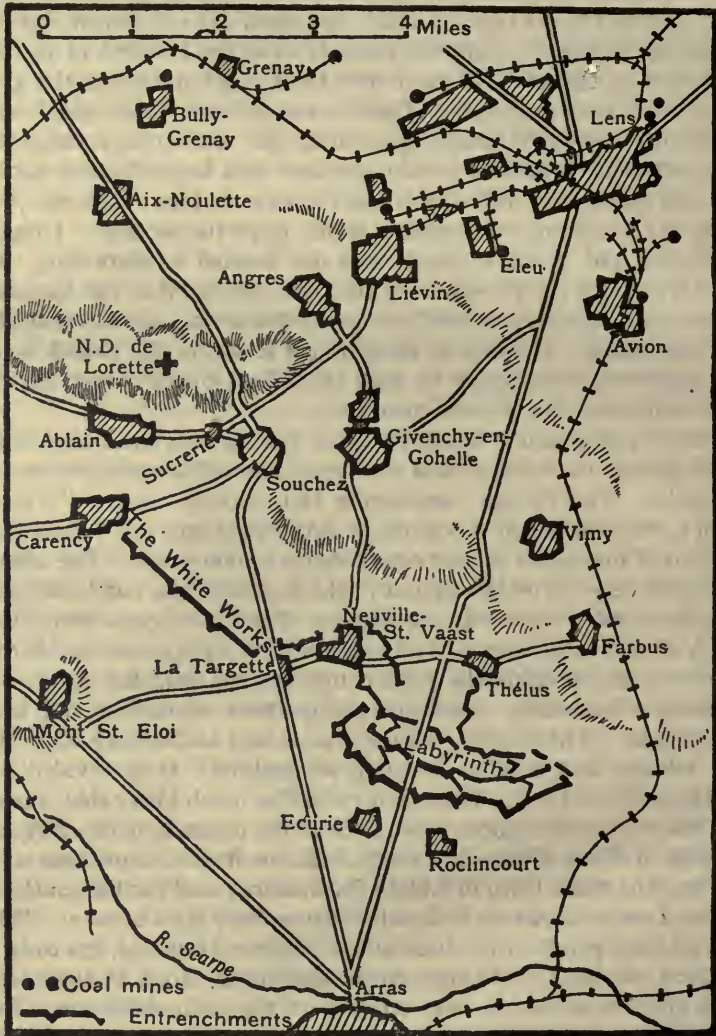 0 1 2 3 4 Miles
Grenay
Bully-
Grenay
Lens
Aix-Noulette
Angres
Liévin
Eleu
N.D. de
Lorette
Avion
Ablain
Sucrerie
Givenchy-en-
Gohelle
Souchez
Carency
The White Works
Vimy
Neuville-
St. Vaast
La Targette
Farbus
Thélus
Mont St. Eloi
Labyrinth
Ecurie
Roclincourt
R. Scarpe
Arras
Coal mines
Entrenchments